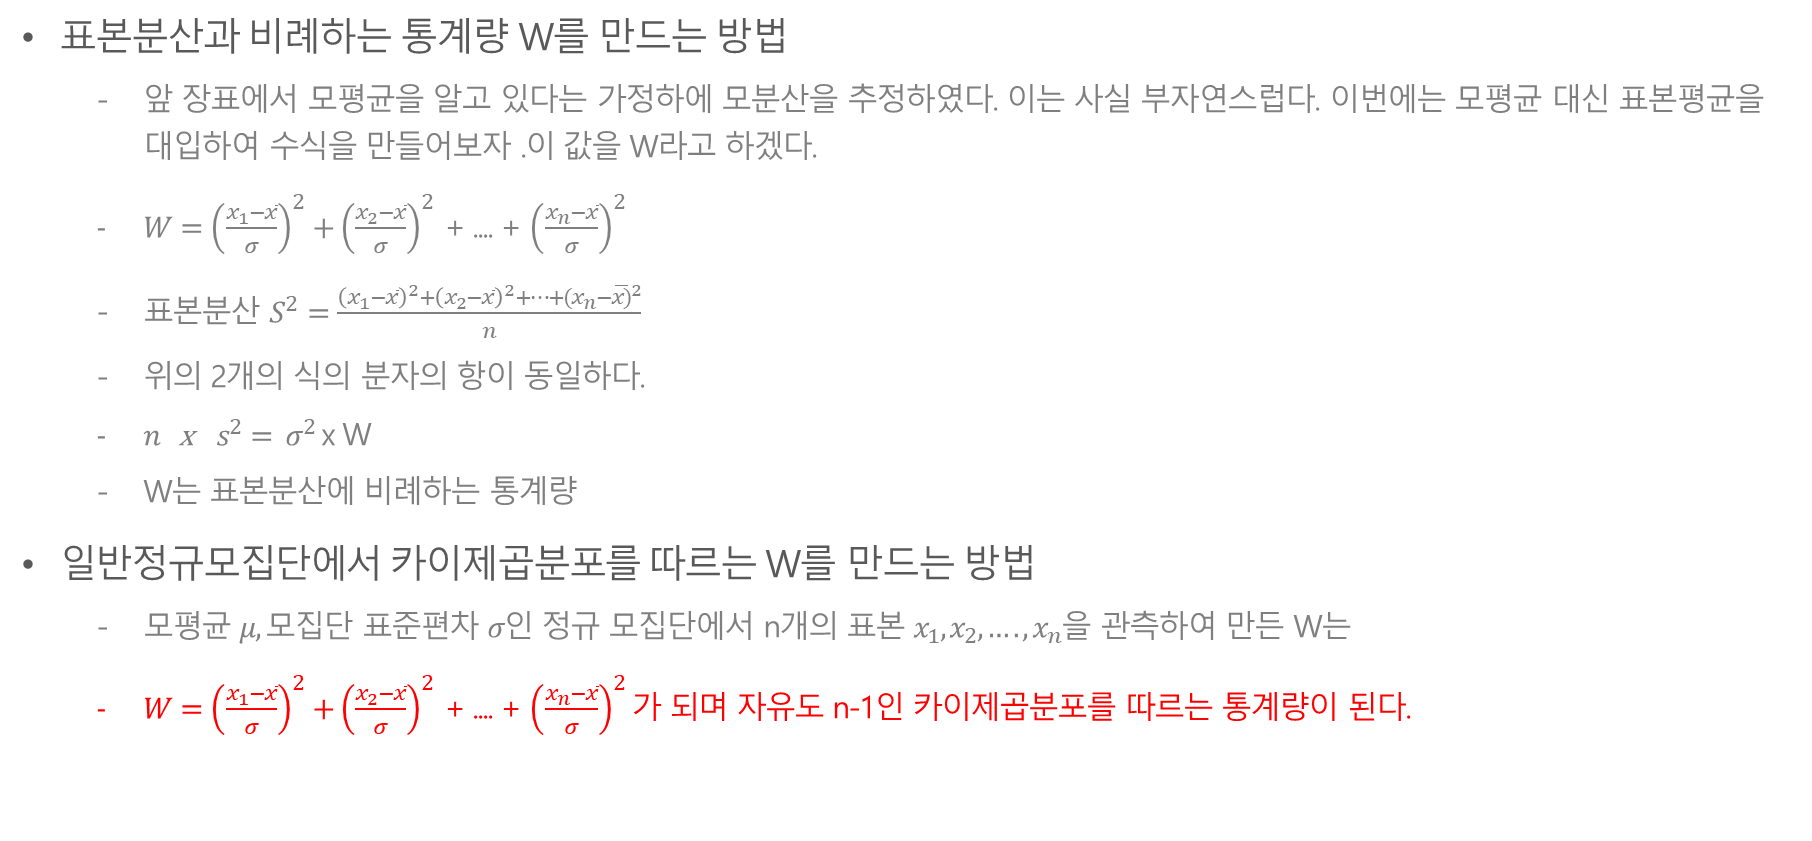 • 표본분산과 비례하는 통계량 W를 만드는 방법
- 앞 장표에서 모평균을 알고 있다는 가정하에 모분산을 추정하였다. 이는 사실 부자연스럽다. 이번에는 모평균 대신 표본평균을
대입하여 수식을 만들어보자 .이 값을 W라고 하겠다.
- W = ((x₁−x̄)/σ)² + ((x₂−x̄)/σ)² + .... + ((xₙ−x̄)/σ)²
- 표본분산 S² = ((x₁−x̄)²+(x₂−x̄)²+⋯+(xₙ−x̄)²)/n
- 위의 2개의 식의 분자의 항이 동일하다.
- n x s² = σ² x W
- W는 표본분산에 비례하는 통계량
• 일반정규모집단에서 카이제곱분포를 따르는 W를 만드는 방법
- 모평균 μ, 모집단 표준편차 σ인 정규 모집단에서 n개의 표본 x₁, x₂, …., xₙ을 관측하여 만든 W는
- W = ((x₁−x̄)/σ)² + ((x₂−x̄)/σ)² + .... + ((xₙ−x̄)/σ)² 가 되며 자유도 n-1인 카이제곱분포를 따르는 통계량이 된다.